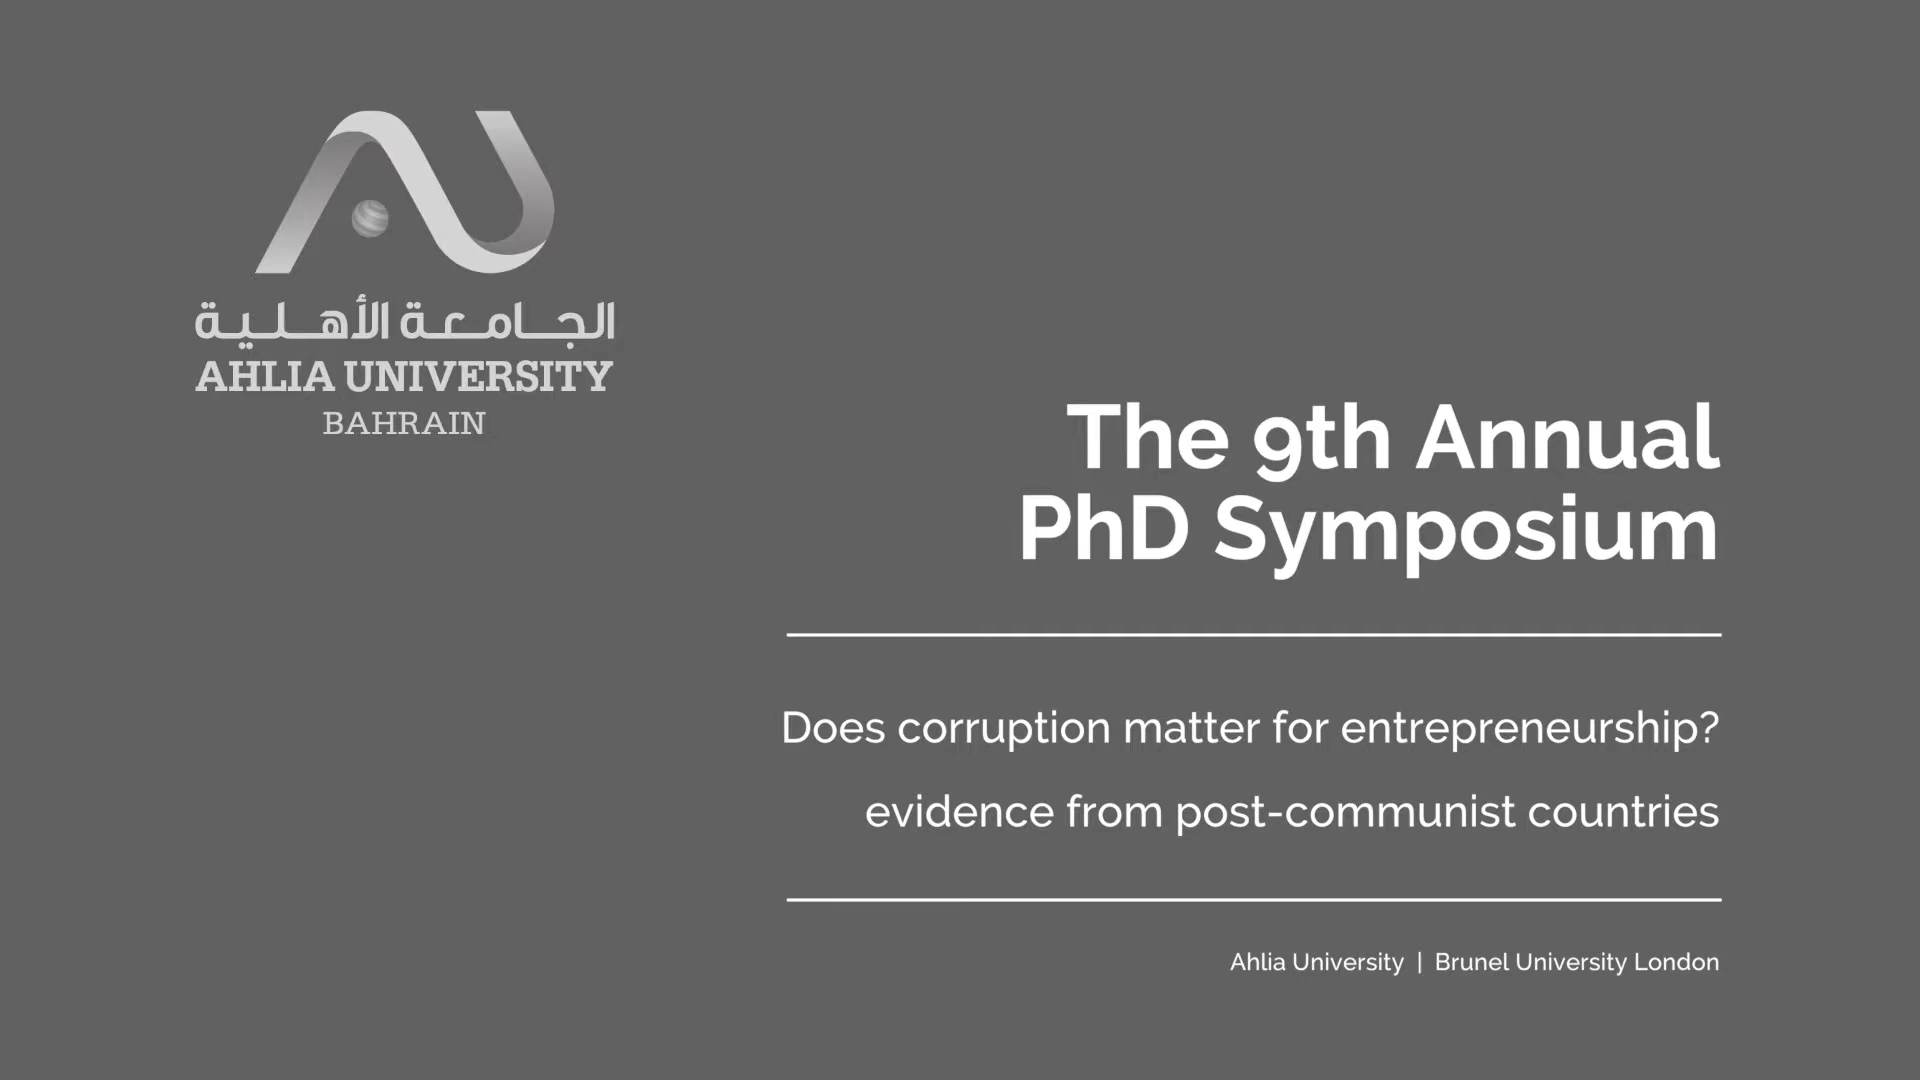 الجامعة الأهلية
AHLIA UNIVERSITY
BAHRAIN
The 9th Annual
PhD Symposium
Does corruption matter for entrepreneurship?
evidence from post-communist countries
Ahlia University | Brunel University London